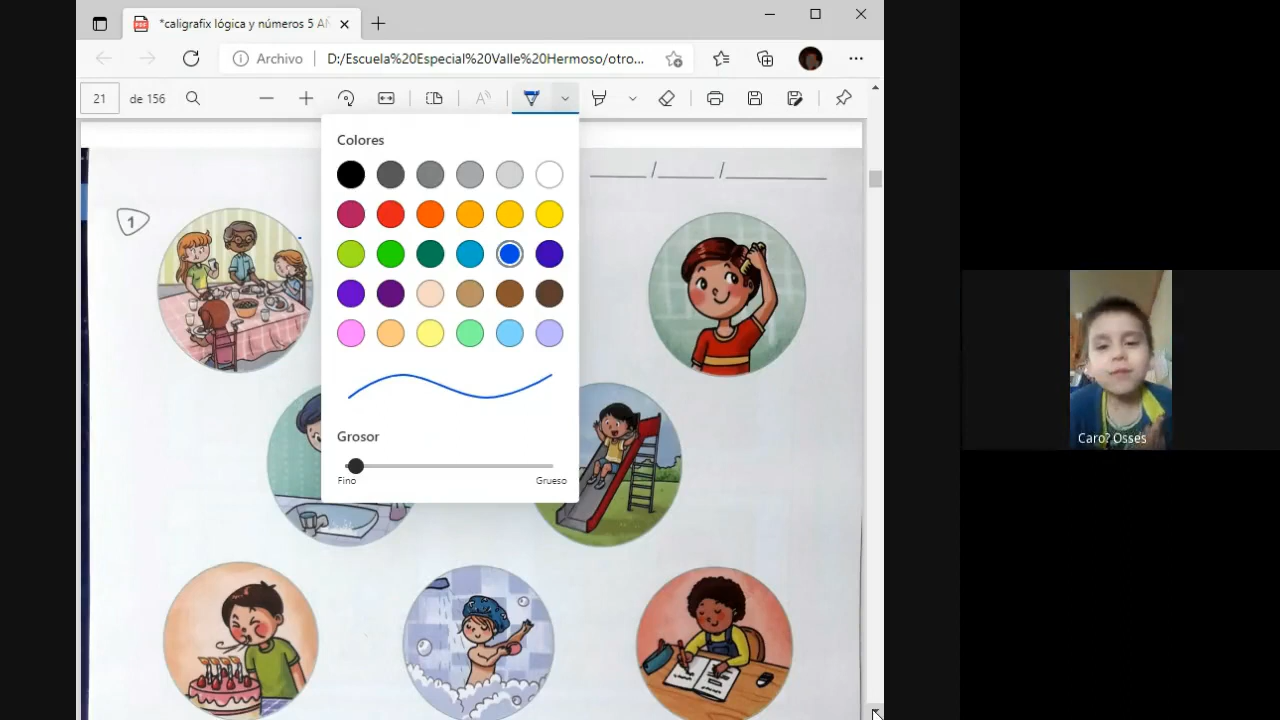 *caligrafix lógica y números 5 AÑ
Archivo
D:/Escuela%20Especial%20Valle%20Hermoso/otro...
21
de 156
Colores
Grosor
Fino
Grueso
1
Caro? Osses